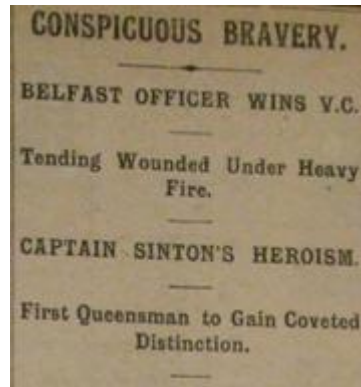 CONSPICUOUS BRAVERY.
BELFAST OFFICER WINS V.C.
Tending Wounded Under Heavy
Fire.
CAPTAIN SINTON'S HEROISM.
First Queensman to Gain Coveted
Distinction.